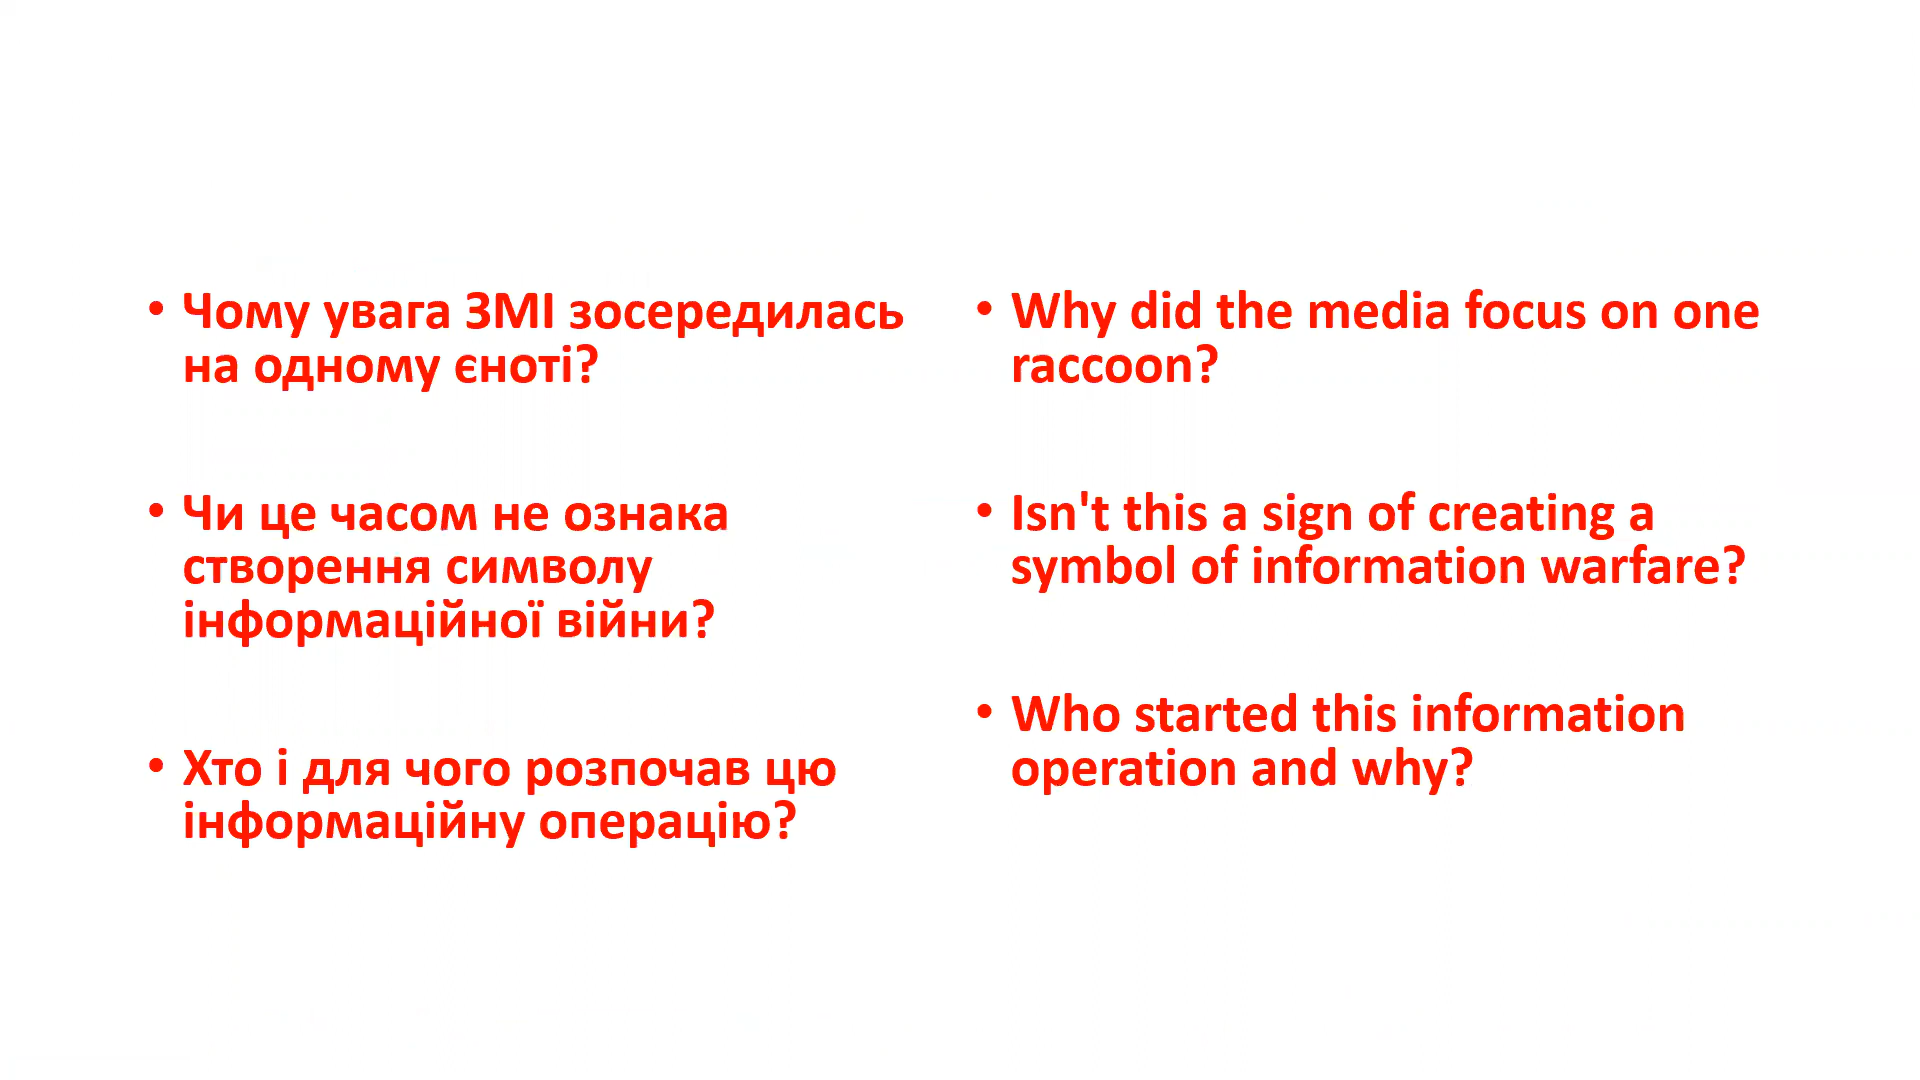 • Чому увага ЗМІ зосередилась
на одному єноті?
• Чи це часом не ознака
створення символу
інформаційної війни?
• Хто і для чого розпочав цю
інформаційну операцію?
• Why did the media focus on one
raccoon?
• Isn't this a sign of creating a
symbol of information warfare?
• Who started this information
operation and why?